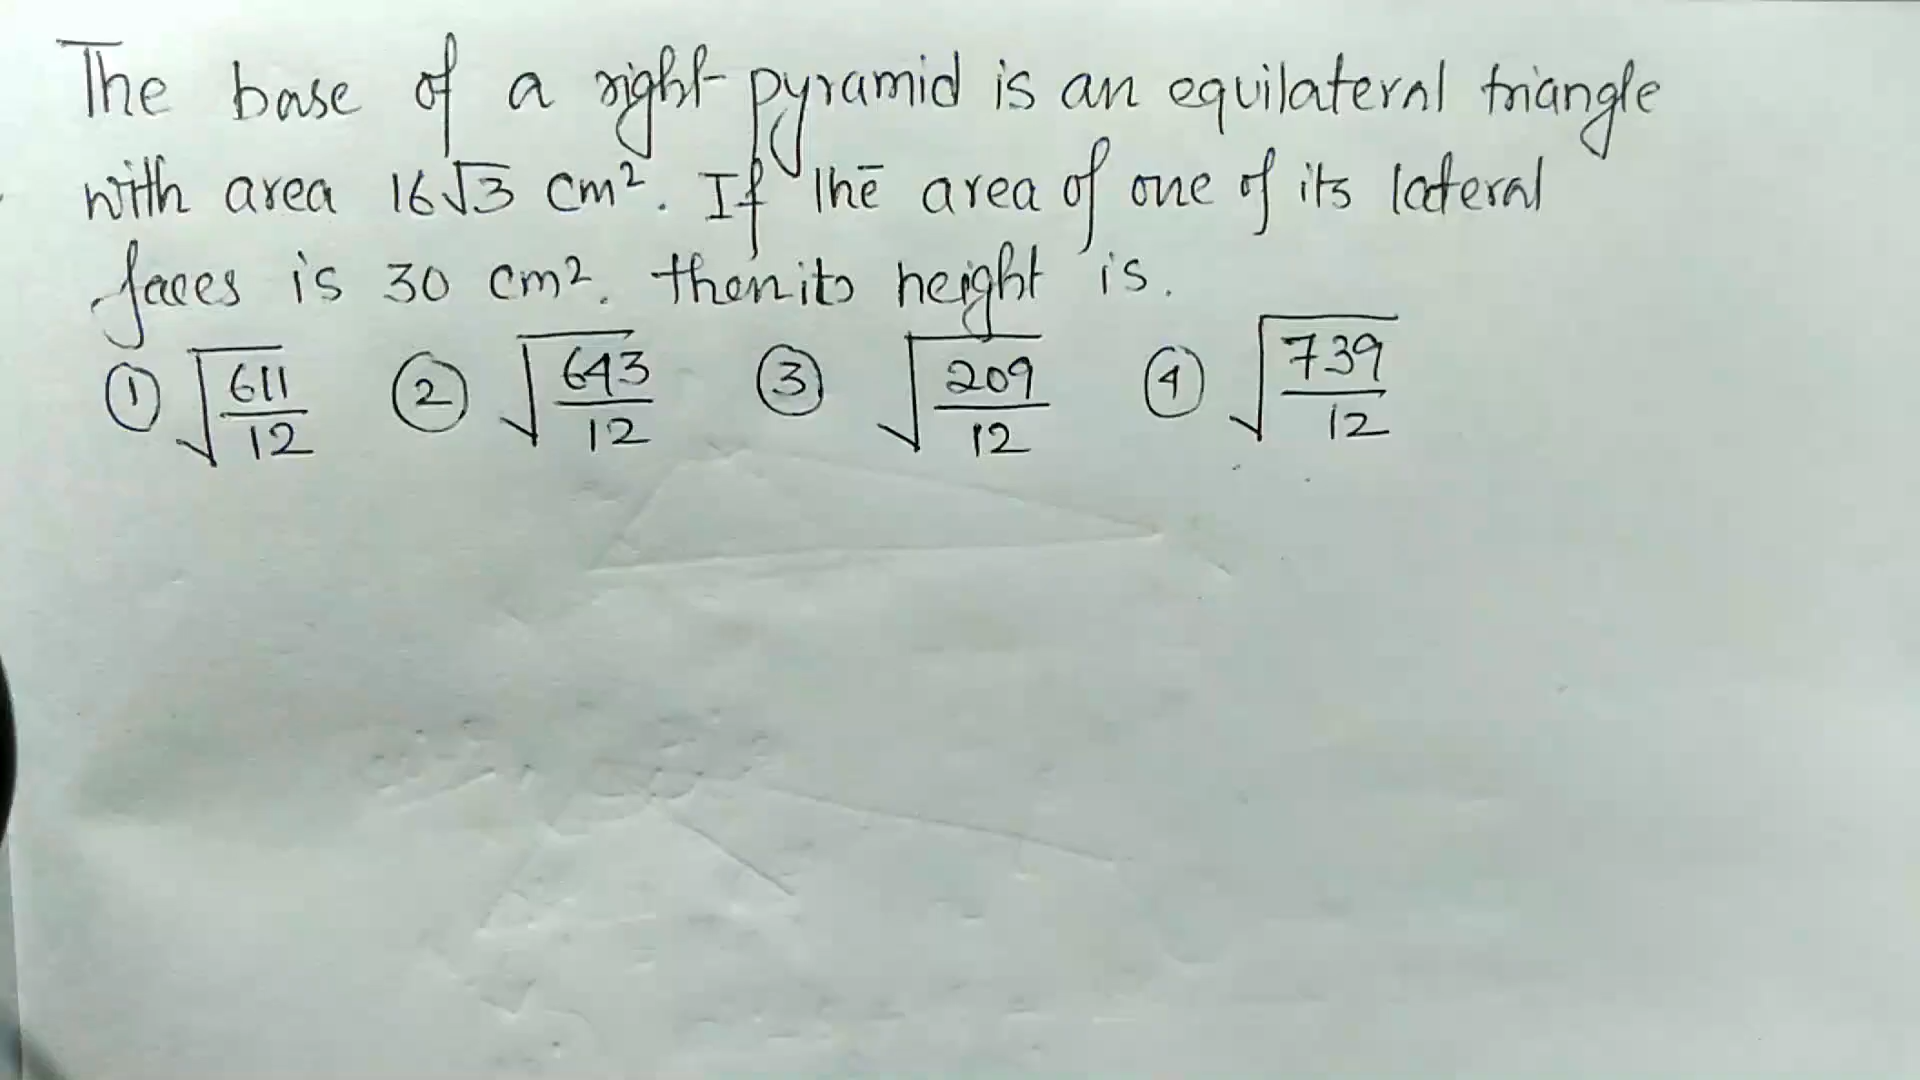 The base of a right pyramid is an equilateral triangle
with area 16√3 cm². If the area of one of its lateral
faces is 30 cm². then its height is.
① √(611/12) ② √(643/12) ③ √(209/12) ④ √(739/12)